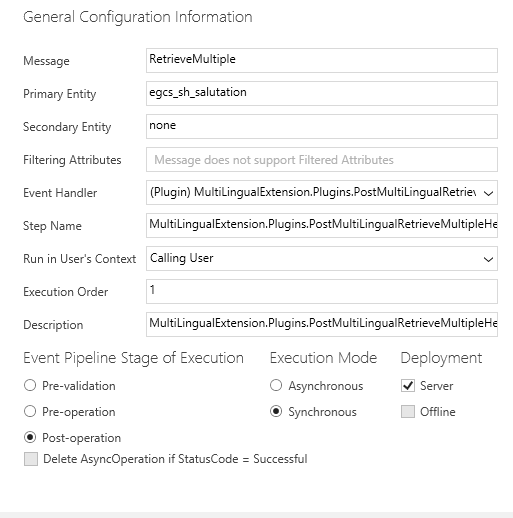 General Configuration Information
Message RetrieveMultiple
Primary Entity egcs_sh_salutation
Secondary Entity none
Filtering Attributes Message does not support Filtered Attributes
Event Handler (Plugin) MultiLingualExtension.Plugins.PostMultiLingualRetriev
Step Name MultiLingualExtension.Plugins.PostMultiLingualRetrieveMultipleHe
Run in User's Context Calling User
Execution Order 1
Description MultiLingualExtension.Plugins.PostMultiLingualRetrieveMultipleHe
Event Pipeline Stage of Execution Execution Mode Deployment
Pre-validation Asynchronous Server
Pre-operation Synchronous Offline
Post-operation
Delete AsyncOperation if StatusCode = Successful